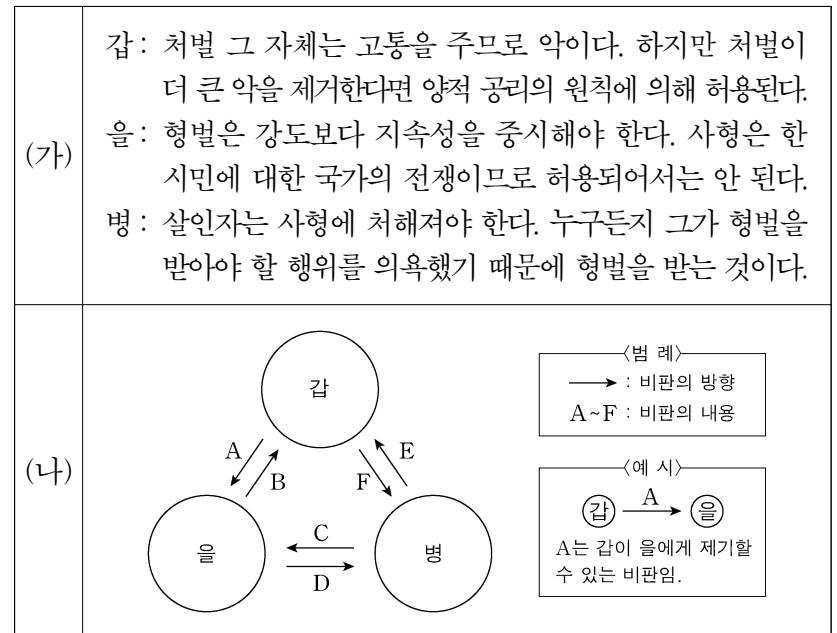 (가)
갑 : 처벌 그 자체는 고통을 주므로 악이다. 하지만 처벌이
더 큰 악을 제거한다면 양적 공리의 원칙에 의해 허용된다.
을 : 형벌은 강도보다 지속성을 중시해야 한다. 사형은 한
시민에 대한 국가의 전쟁이므로 허용되어서는 안 된다.
병 : 살인자는 사형에 처해져야 한다. 누구든지 그가 형벌을
받아야 할 행위를 의욕했기 때문에 형벌을 받는 것이다.
(나)
갑
A
B
F
E
을
C
D
병
〈범 례〉
: 비판의 방향
A~F : 비판의 내용
〈예 시〉
갑 A 을
A는 갑이 을에게 제기할
수 있는 비판임.